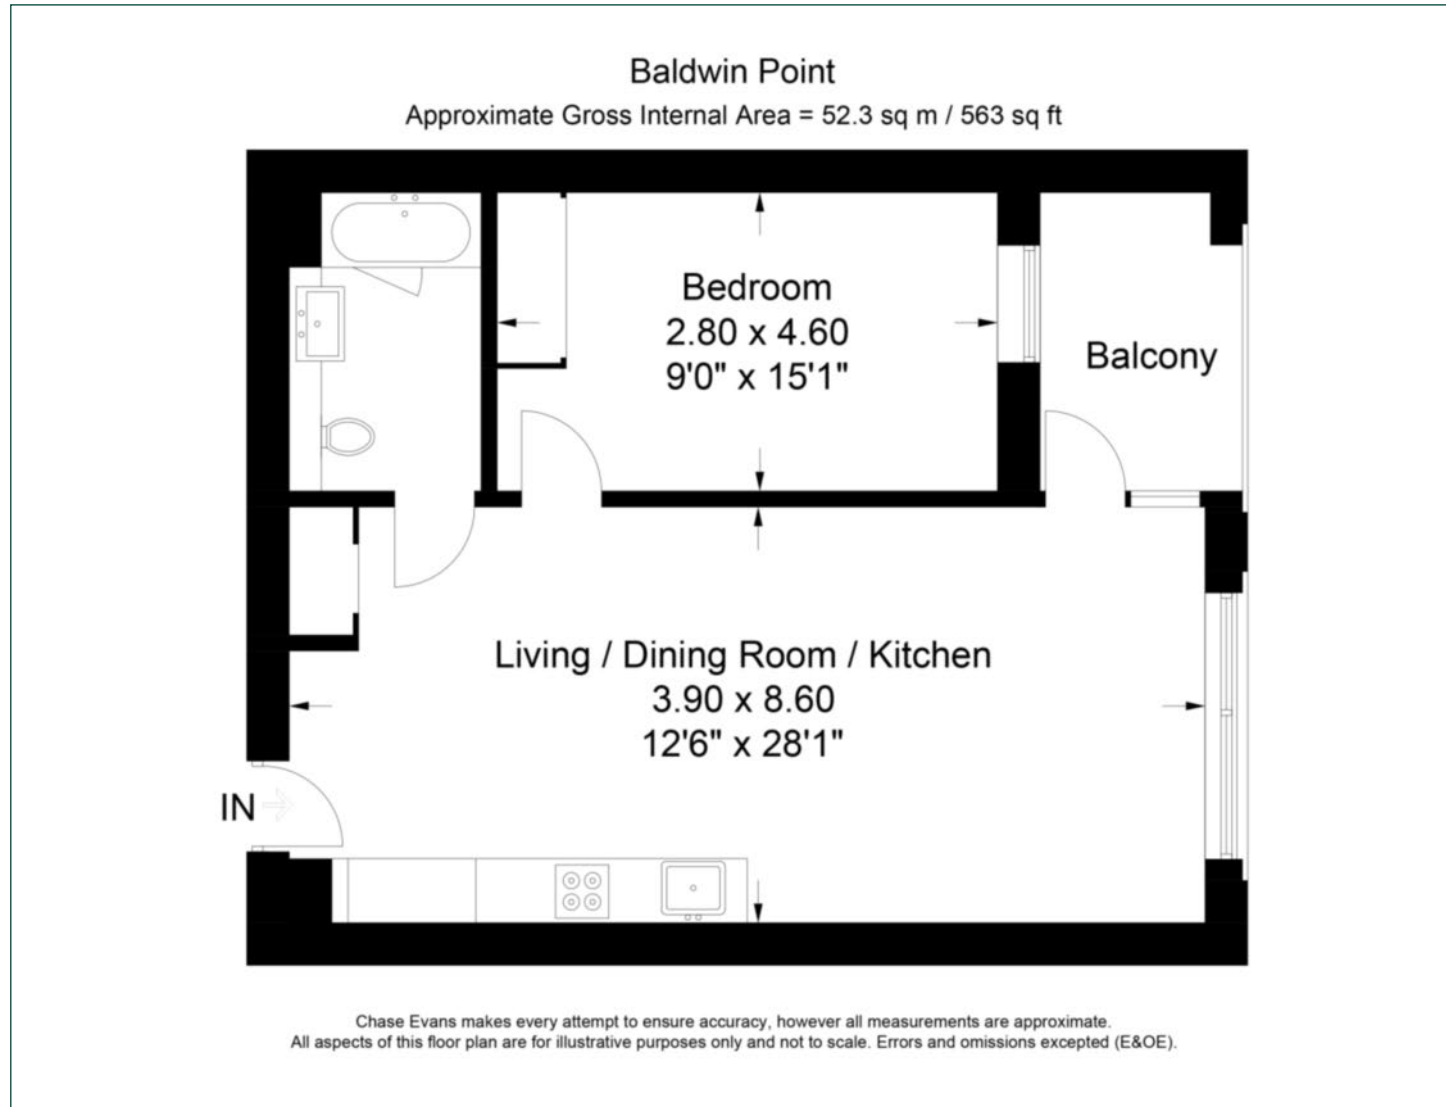 Baldwin Point
Approximate Gross Internal Area = 52.3 sq m / 563 sq ft
Bedroom
2.80 x 4.60
9'0" x 15'1"
Balcony
Living / Dining Room / Kitchen
3.90 x 8.60
12'6" x 28'1"
IN
Chase Evans makes every attempt to ensure accuracy, however all measurements are approximate.
All aspects of this floor plan are for illustrative purposes only and not to scale. Errors and omissions excepted (E&OE).